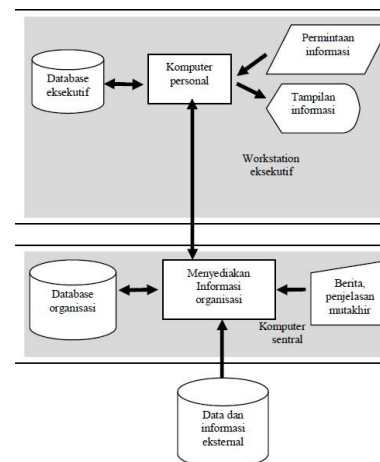 Permintaan
informasi
Database
eksekutif
Komputer
personal
Tampilan
informasi
Workstation
eksekutif
Database
organisasi
Menyediakan
Informasi
organisasi
Berita,
penjelasan
mutakhir
Komputer
sentral
Data dan
informasi
eksternal